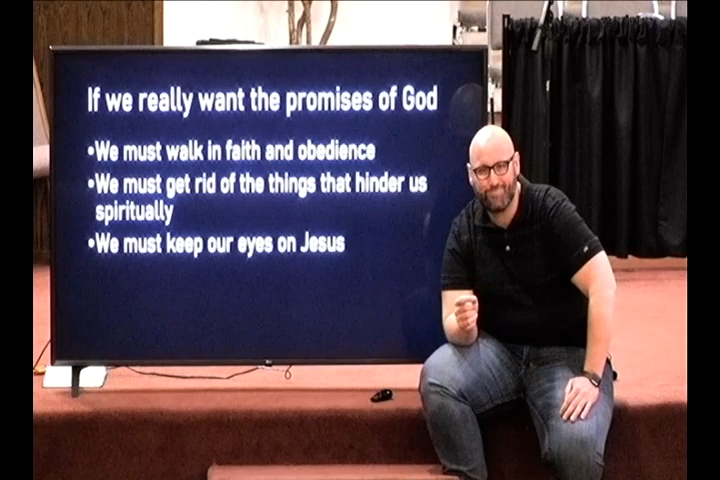 If we really want the promises of God
•We must walk in faith and obedience
•We must get rid of the things that hinder us
spiritually
•We must keep our eyes on Jesus